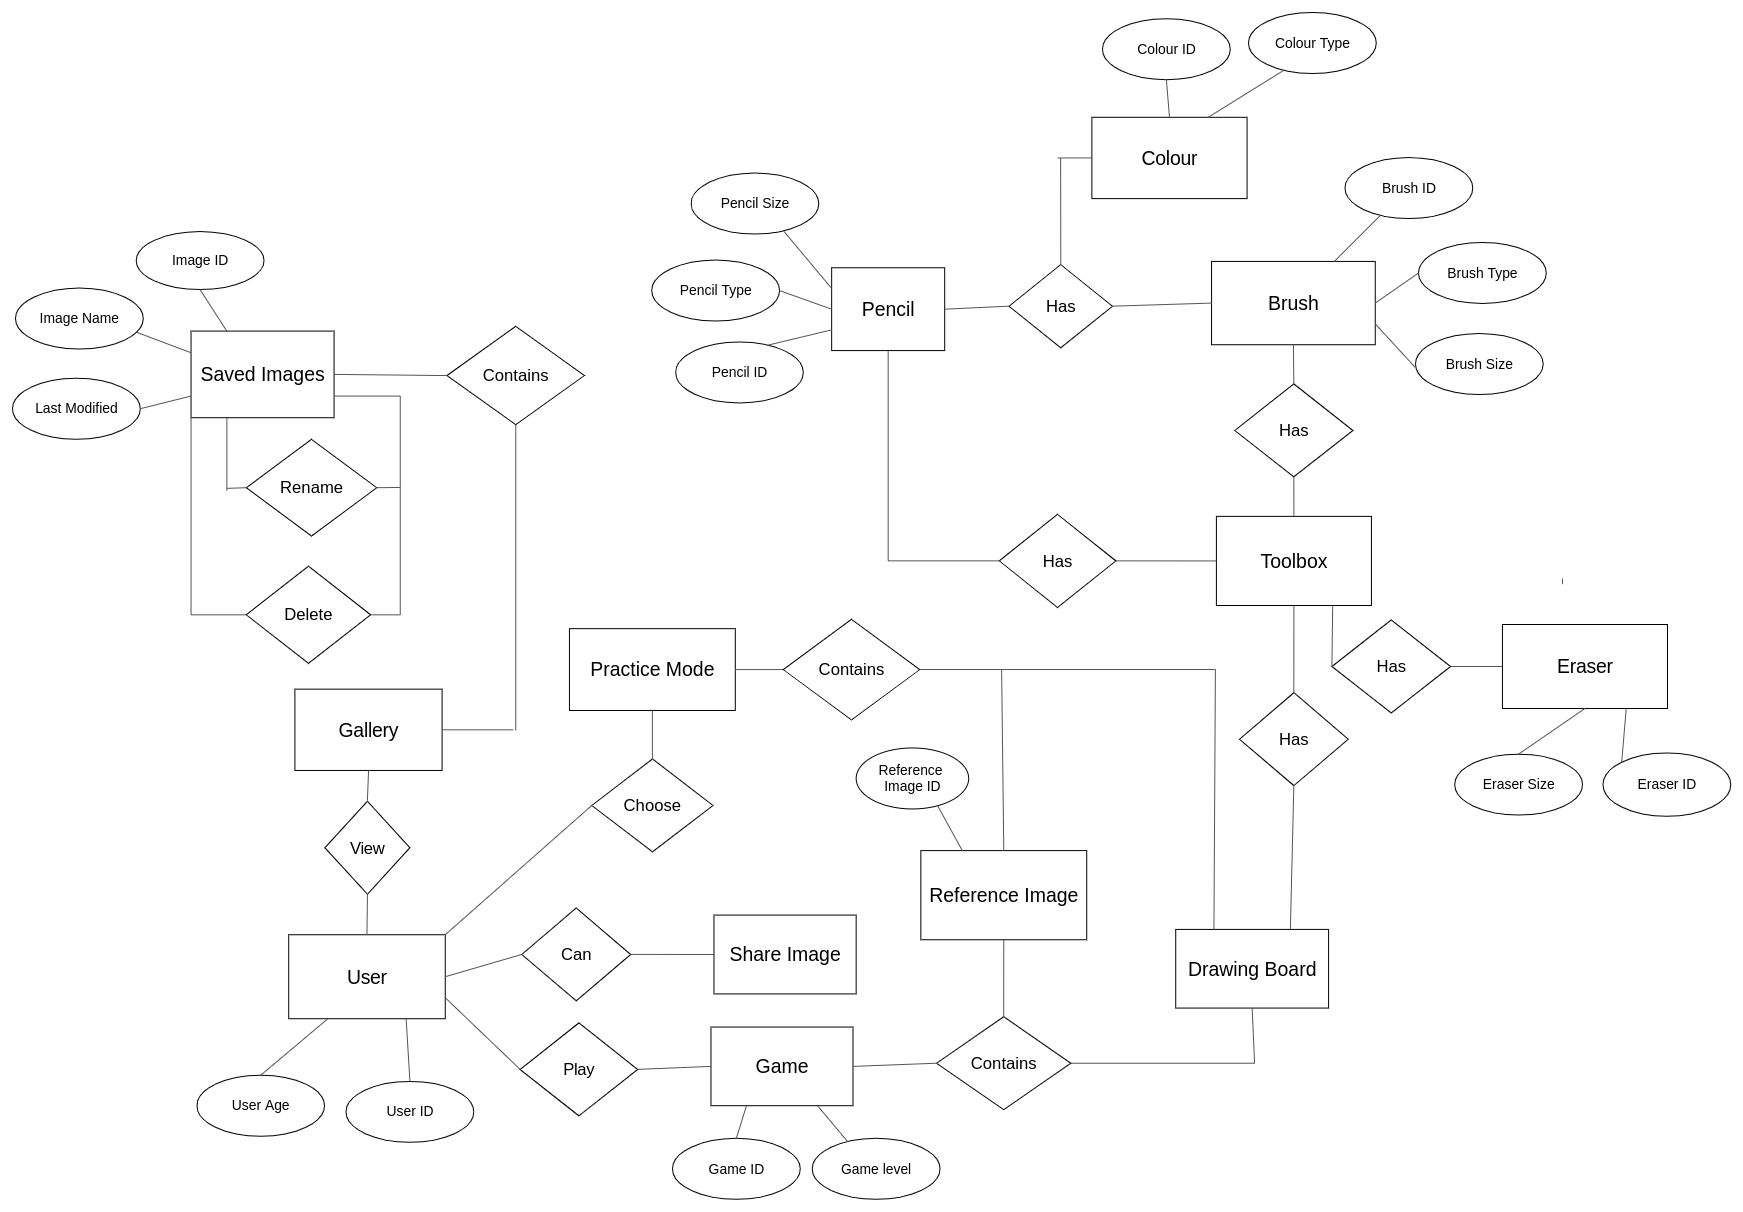 Colour ID
Colour Type
Colour
Pencil Size
Brush ID
Image ID
Pencil Type
Brush Type
Image Name
Pencil
Has
Brush
Saved Images
Contains
Pencil ID
Brush Size
Last Modified
Has
Rename
Has
Toolbox
Delete
Practice Mode
Contains
Has
Eraser
Gallery
Has
Reference
Image ID
Eraser Size
Eraser ID
Choose
View
Reference Image
User
Can
Share Image
Drawing Board
Play
Game
Contains
User Age
User ID
Game ID
Game level